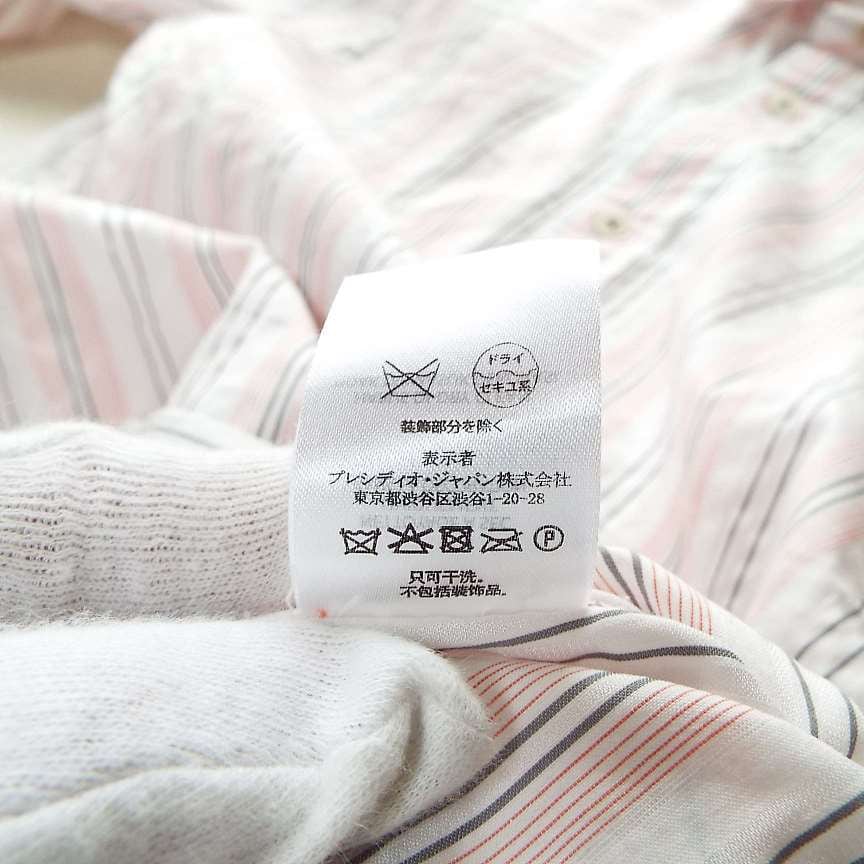 ドライ
セキユ系
装飾部分を除く
表示者
プレシディオ・ジャパン株式会社
東京都渋谷区渋谷1-20-28
P
只可干洗。
不包括装饰品。